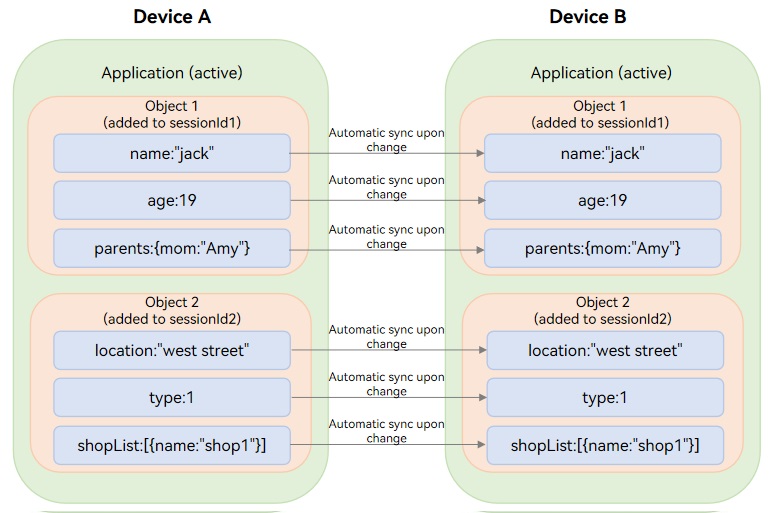 Device A
Device B
Application (active)
Application (active)
Object 1
(added to sessionId1)
Object 1
(added to sessionId1)
Automatic sync upon
change
name:"jack"
name:"jack"
Automatic sync upon
change
age:19
age:19
Automatic sync upon
change
parents:{mom:"Amy"}
parents:{mom:"Amy"}
Object 2
(added to sessionId2)
Object 2
(added to sessionId2)
Automatic sync upon
change
location:"west street"
location:"west street"
Automatic sync upon
change
type:1
type:1
Automatic sync upon
change
shopList:[{name:"shop1"}]
shopList:[{name:"shop1"}]